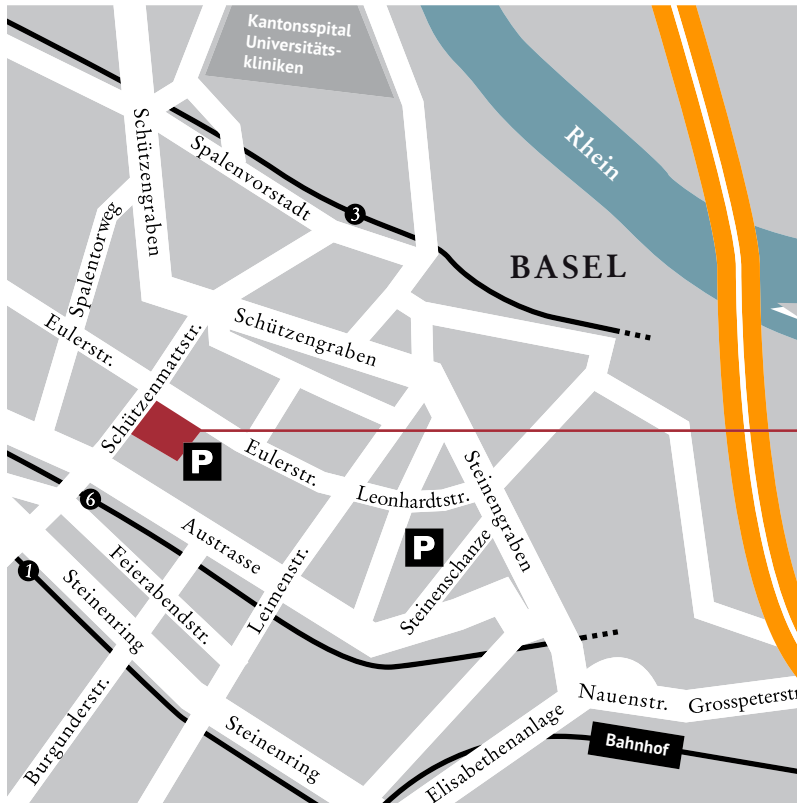 Kantonsspital
Universitäts-
kliniken
Rhein
Schützengraben
Spalenvorstadt
3
Spalentorweg
BASEL
Eulerstr.
Schützengraben
Schützenmattstr.
P
Eulerstr.
Leonhardtstr.
Steinengraben
6
P
Austrasse
Steinenschanze
Feierabendstr.
Leimenstr.
1
Steinenring
Burgunderstr.
Steinenring
Elisabethenanlage
Nauenstr.
Grosspeterstr
Bahnhof